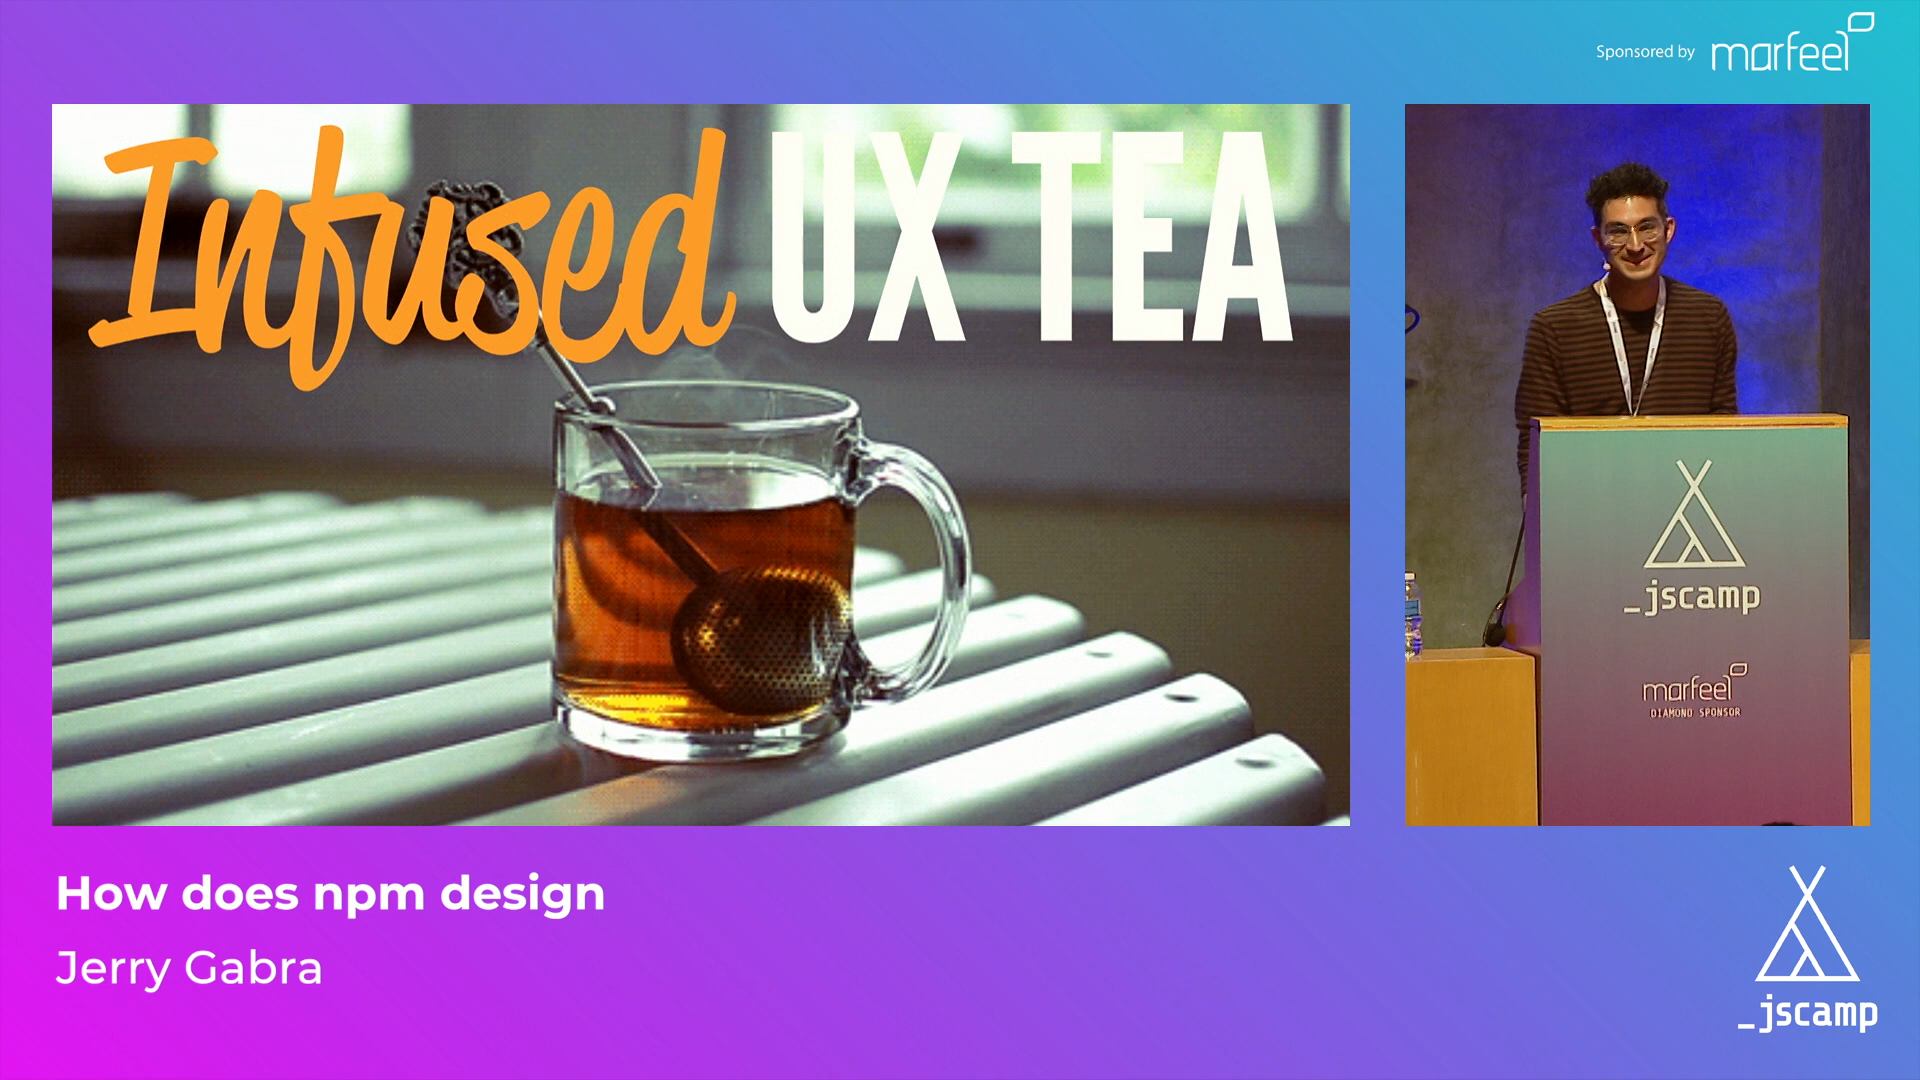 Sponsored by marfeel
Infused UX TEA
_jscamp
marfeel
DIAMOND SPONSOR
How does npm design
Jerry Gabra
_jscamp